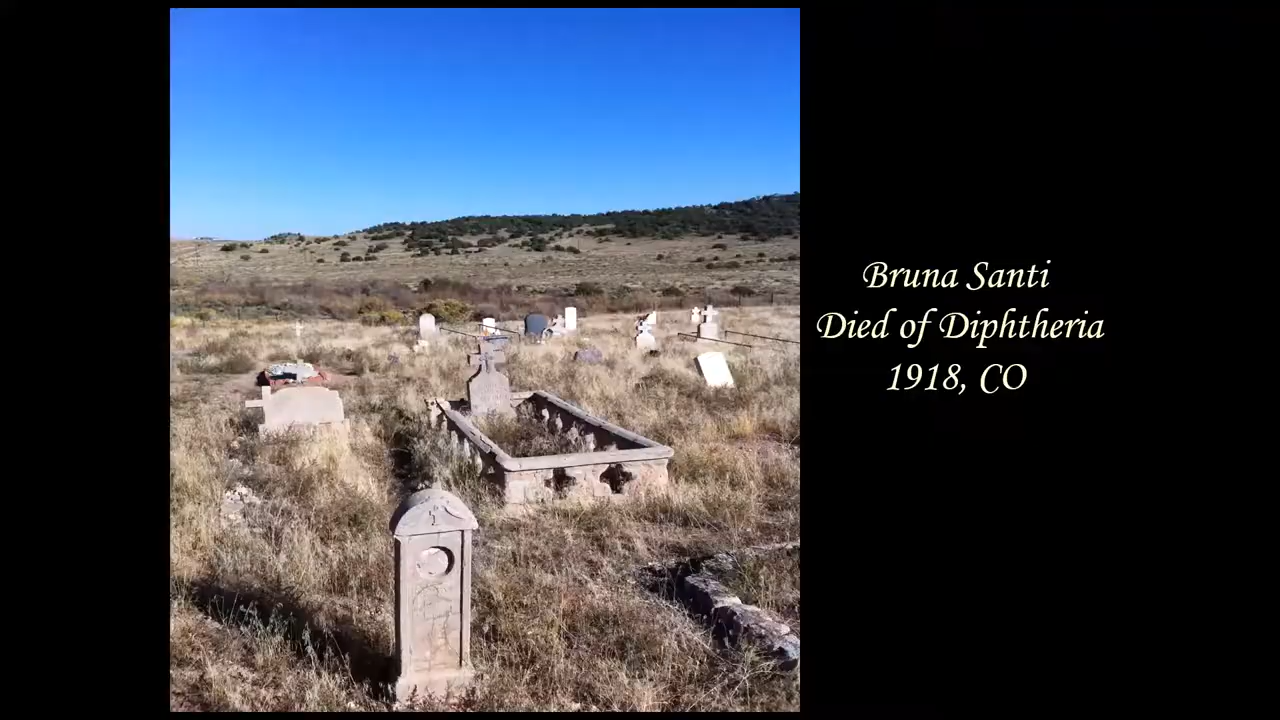 Bruna Santi
Died of Diphtheria
1918, CO